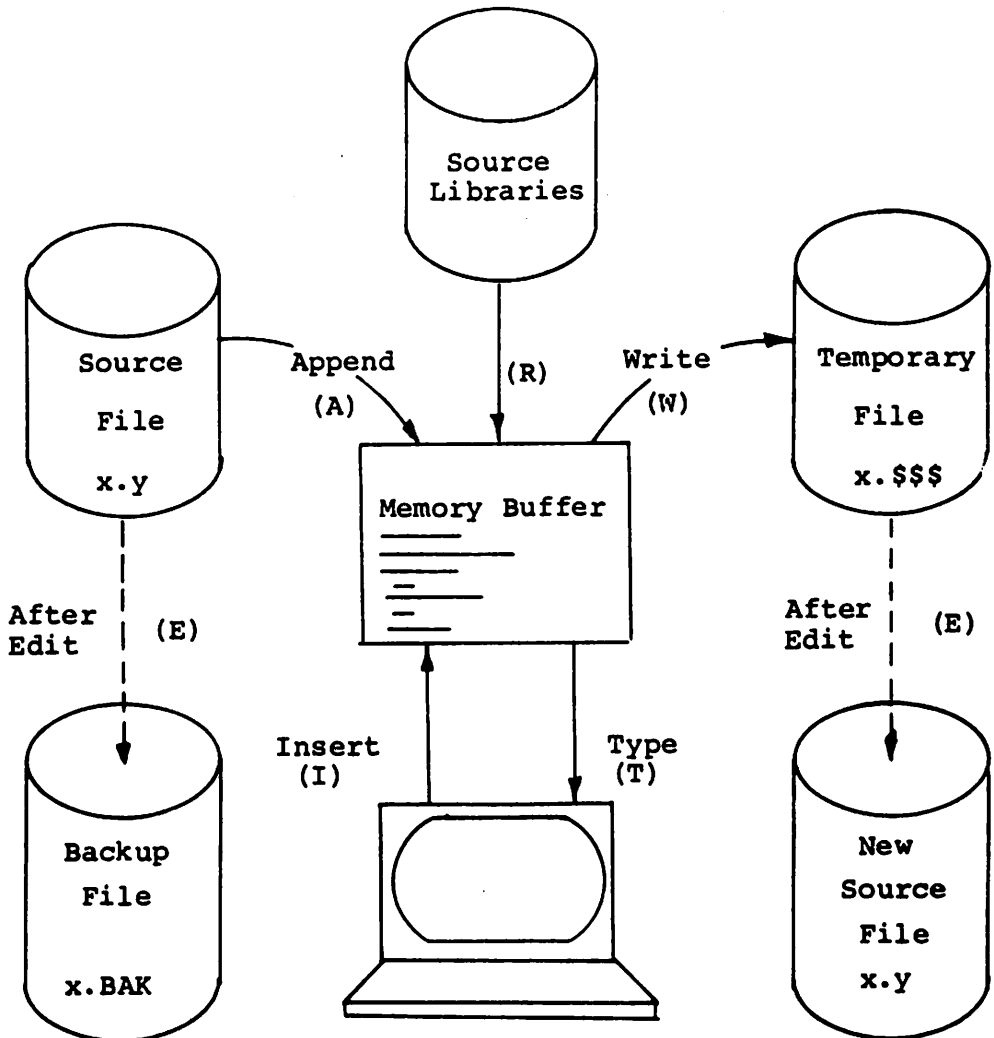 Source
Libraries
Source
File
x.y
Append
(A)
(R)
Write
(W)
Temporary
File
x.$$$
Memory Buffer
After
Edit
(E)
After
Edit
(E)
Insert
(I)
Type
(T)
Backup
File
x.BAK
New
Source
File
x.y